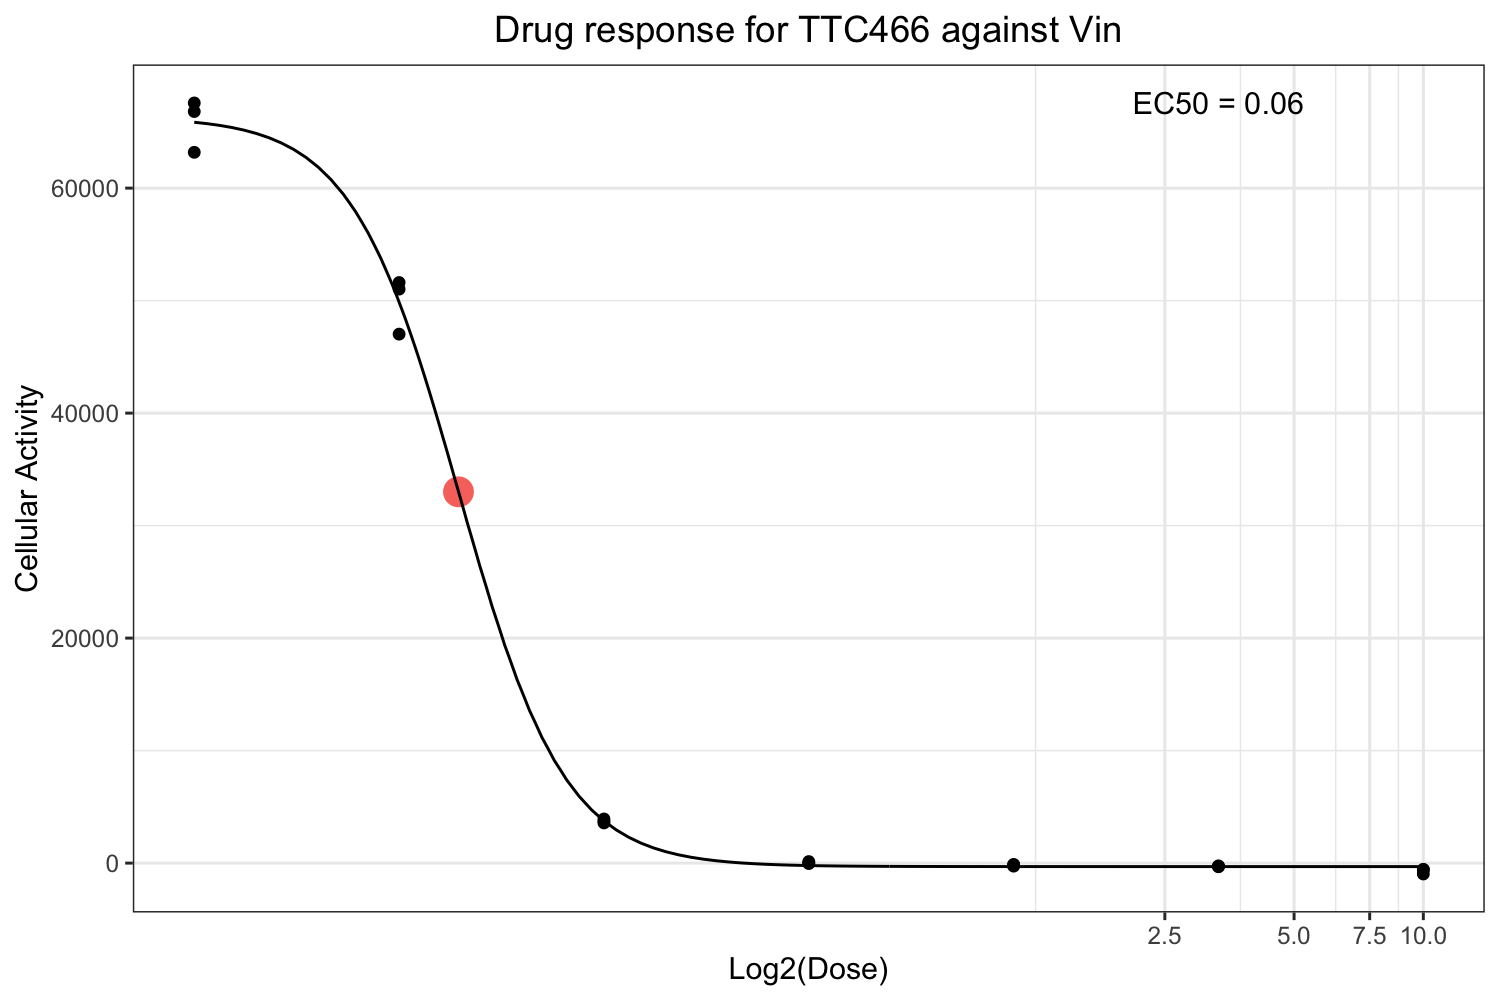 Drug response for TTC466 against Vin
EC50 = 0.06
60000
40000
20000
0
Cellular Activity
2.5 5.0 7.5 10.0
Log2(Dose)